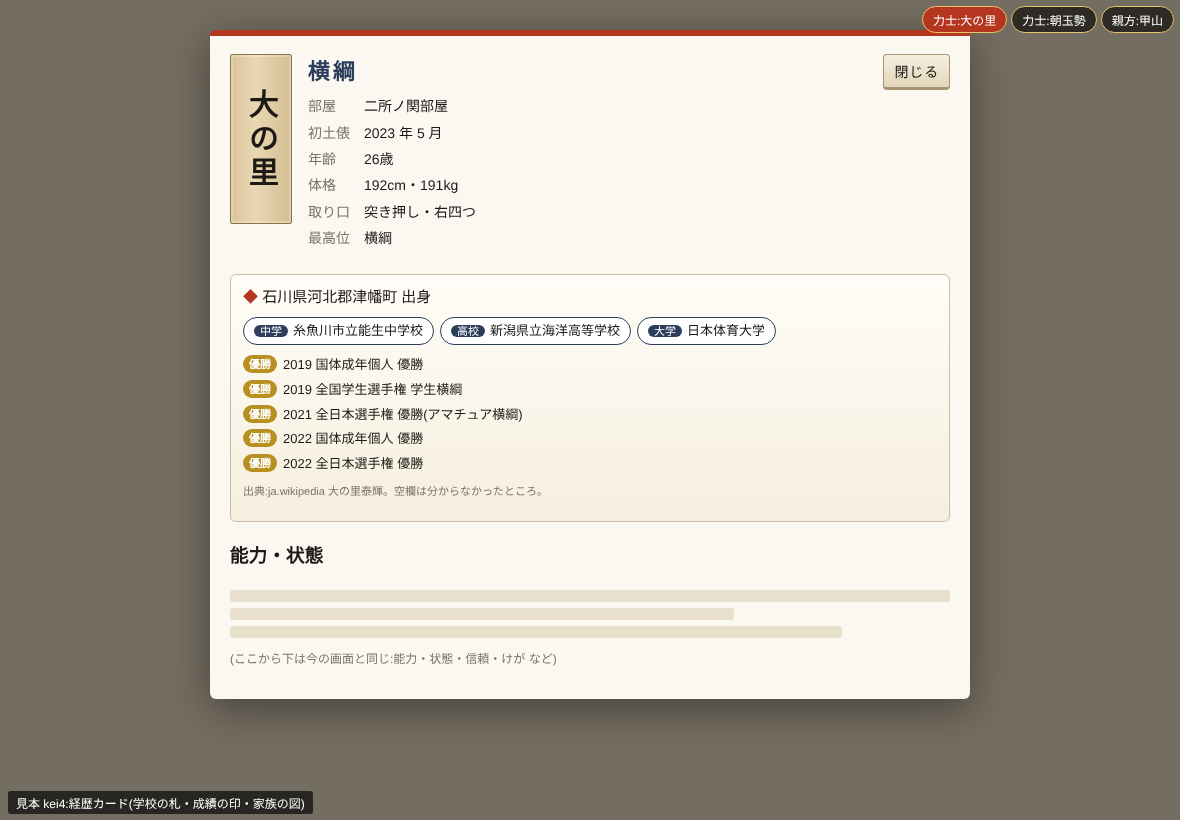 力士:大の里 力士:朝玉勢 親方:甲山
大の里
横綱
閉じる
部屋 二所ノ関部屋
初土俵 2023 年 5 月
年齢 26歳
体格 192cm・191kg
取り口 突き押し・右四つ
最高位 横綱
◆ 石川県河北郡津幡町 出身
中学 糸魚川市立能生中学校 高校 新潟県立海洋高等学校 大学 日本体育大学
優勝 2019 国体成年個人 優勝
優勝 2019 全国学生選手権 学生横綱
優勝 2021 全日本選手権 優勝(アマチュア横綱)
優勝 2022 国体成年個人 優勝
優勝 2022 全日本選手権 優勝
出典:ja.wikipedia 大の里泰輝。空欄は分からなかったところ。
能力・状態
(ここから下は今の画面と同じ:能力・状態・信頼・けが など)
見本 kei4:経歴カード(学校の札・成績の印・家族の図)